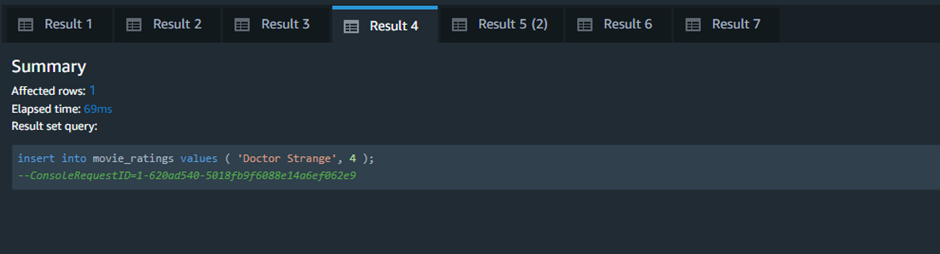 Result 1 Result 2 Result 3 Result 4 Result 5 (2) Result 6 Result 7
Summary
Affected rows: 1
Elapsed time: 69ms
Result set query:
insert into movie_ratings values ( 'Doctor Strange', 4 );
--ConsoleRequestID=1-620ad540-5018fb9f6088e14a6ef062e9